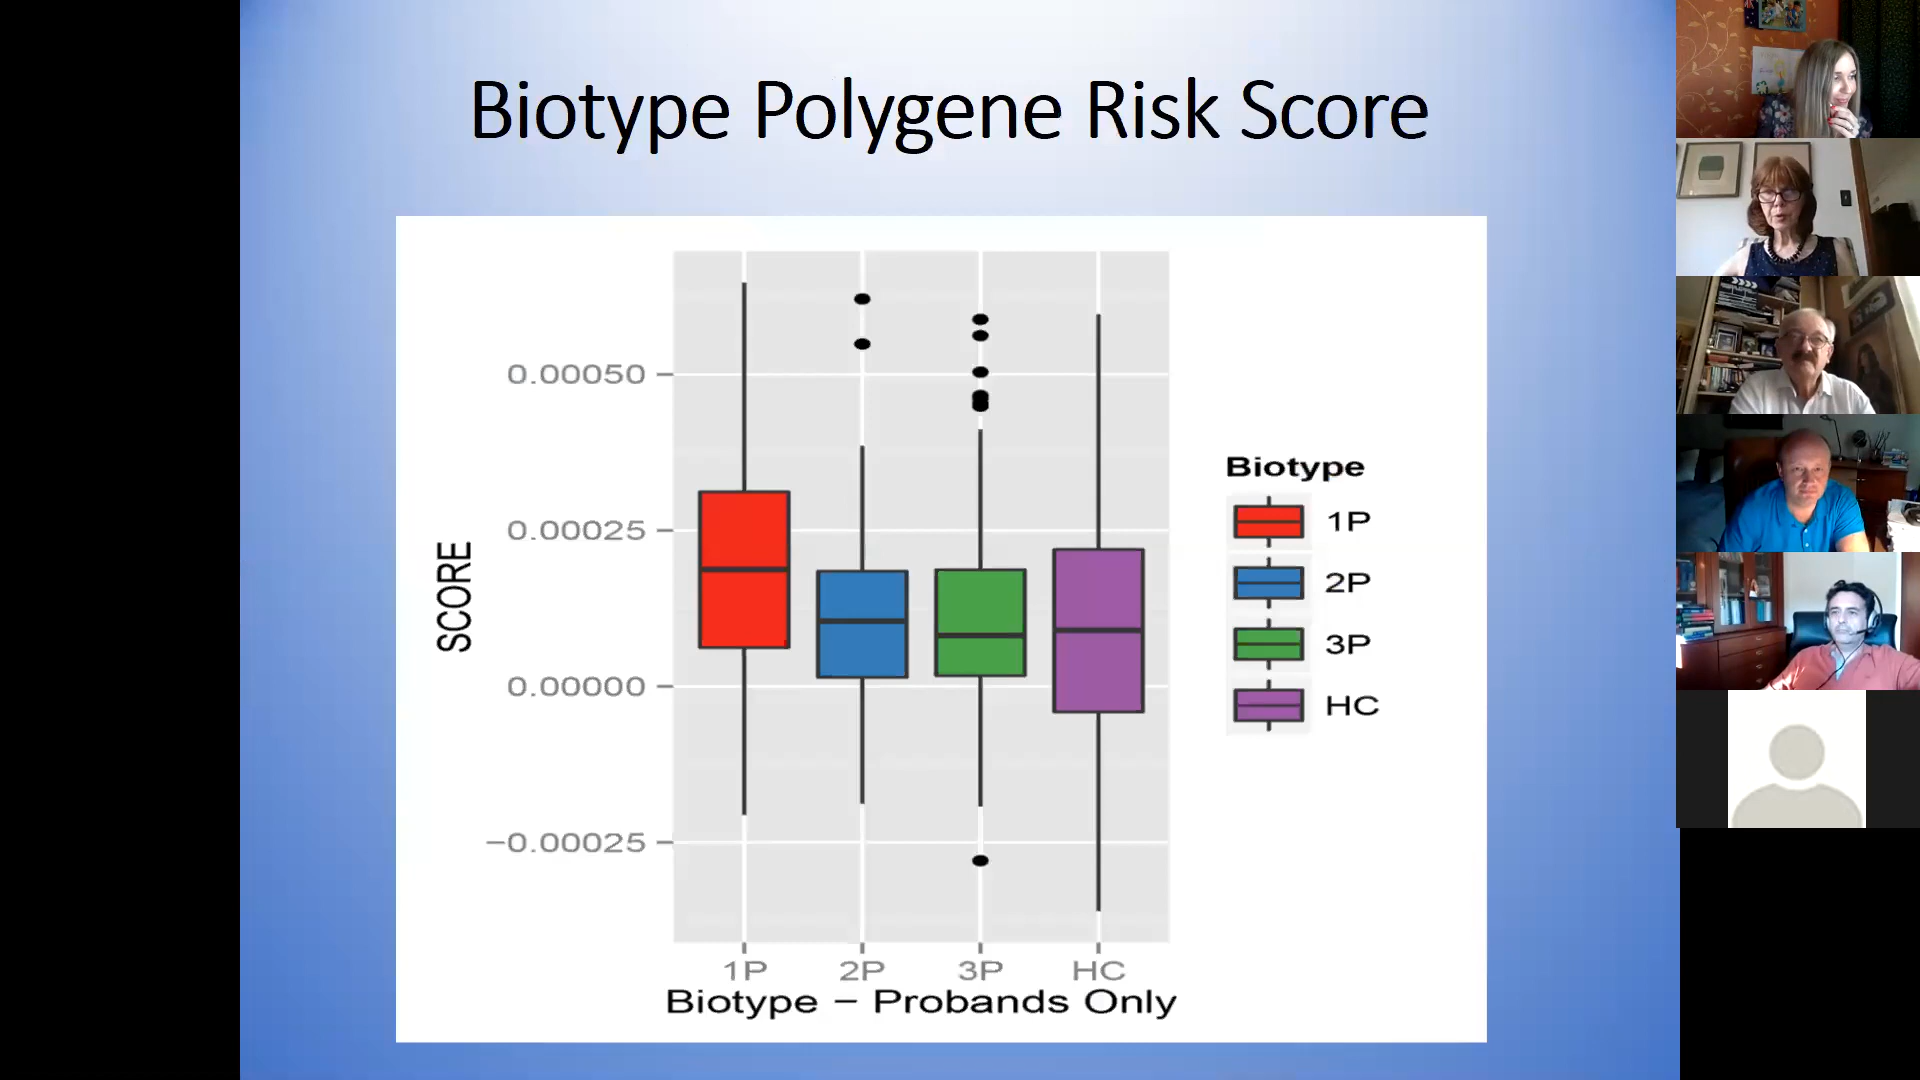 Biotype Polygene Risk Score
SCORE
0.00050
0.00025
0.00000
−0.00025
1P
2P
3P
HC
Biotype − Probands Only
Biotype
1P
2P
3P
HC